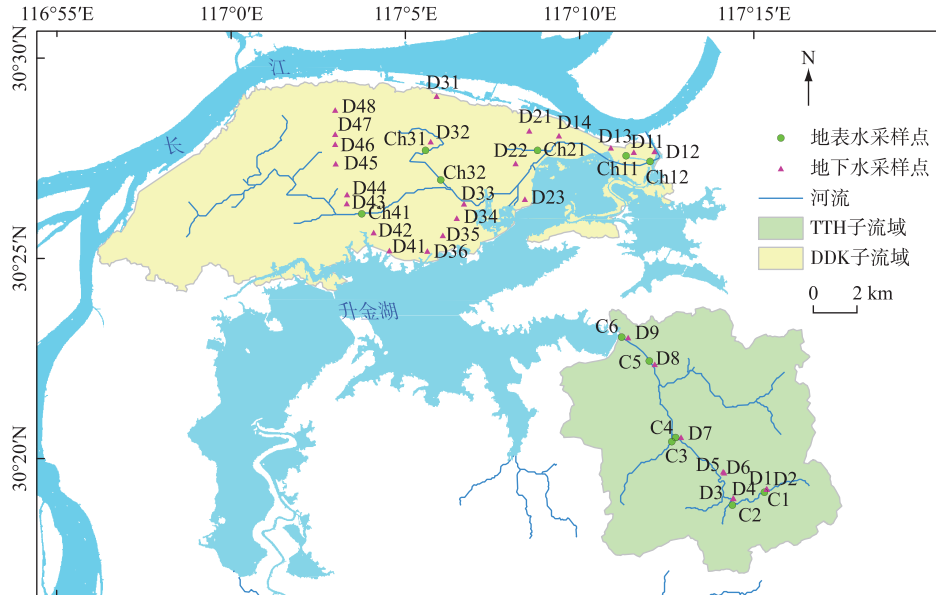 116°55′E 117°0′E 117°5′E 117°10′E 117°15′E
30°30′N
30°25′N
30°20′N
长 江
升金湖
D31
D48
D47
D46
D45
D44
D43
Ch41
D42
D41
Ch31 D32
Ch32
D33
D34
D35
D36
D21 D14
D22 Ch21
D23
D13 D11 D12
Ch11 Ch12
C6 D9
C5 D8
C4 D7
C3
D5 D6
D1 D2
D3 D4 C1
C2
N
地表水采样点
地下水采样点
河流
TTH子流域
DDK子流域
0 2 km